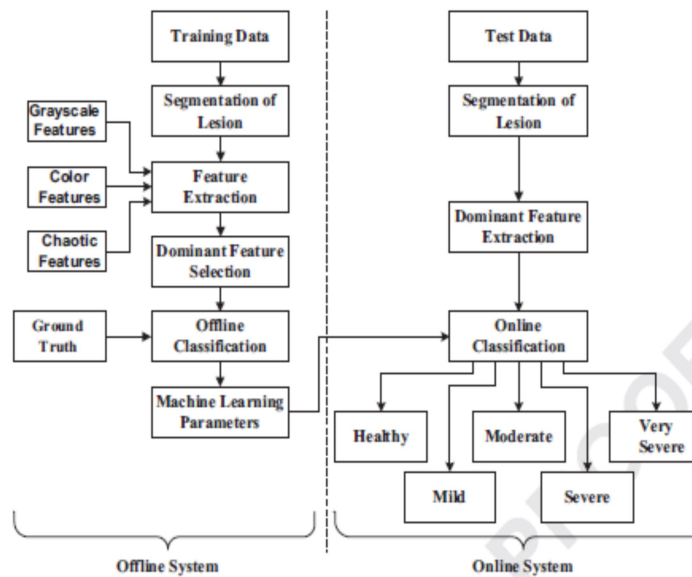 Training Data
Segmentation of
Lesion
Grayscale
Features
Color
Features
Chaotic
Features
Feature
Extraction
Dominant Feature
Selection
Ground
Truth
Offline
Classification
Machine Learning
Parameters
Offline System
Test Data
Segmentation of
Lesion
Dominant Feature
Extraction
Online
Classification
Healthy
Mild
Moderate
Severe
Very
Severe
Online System